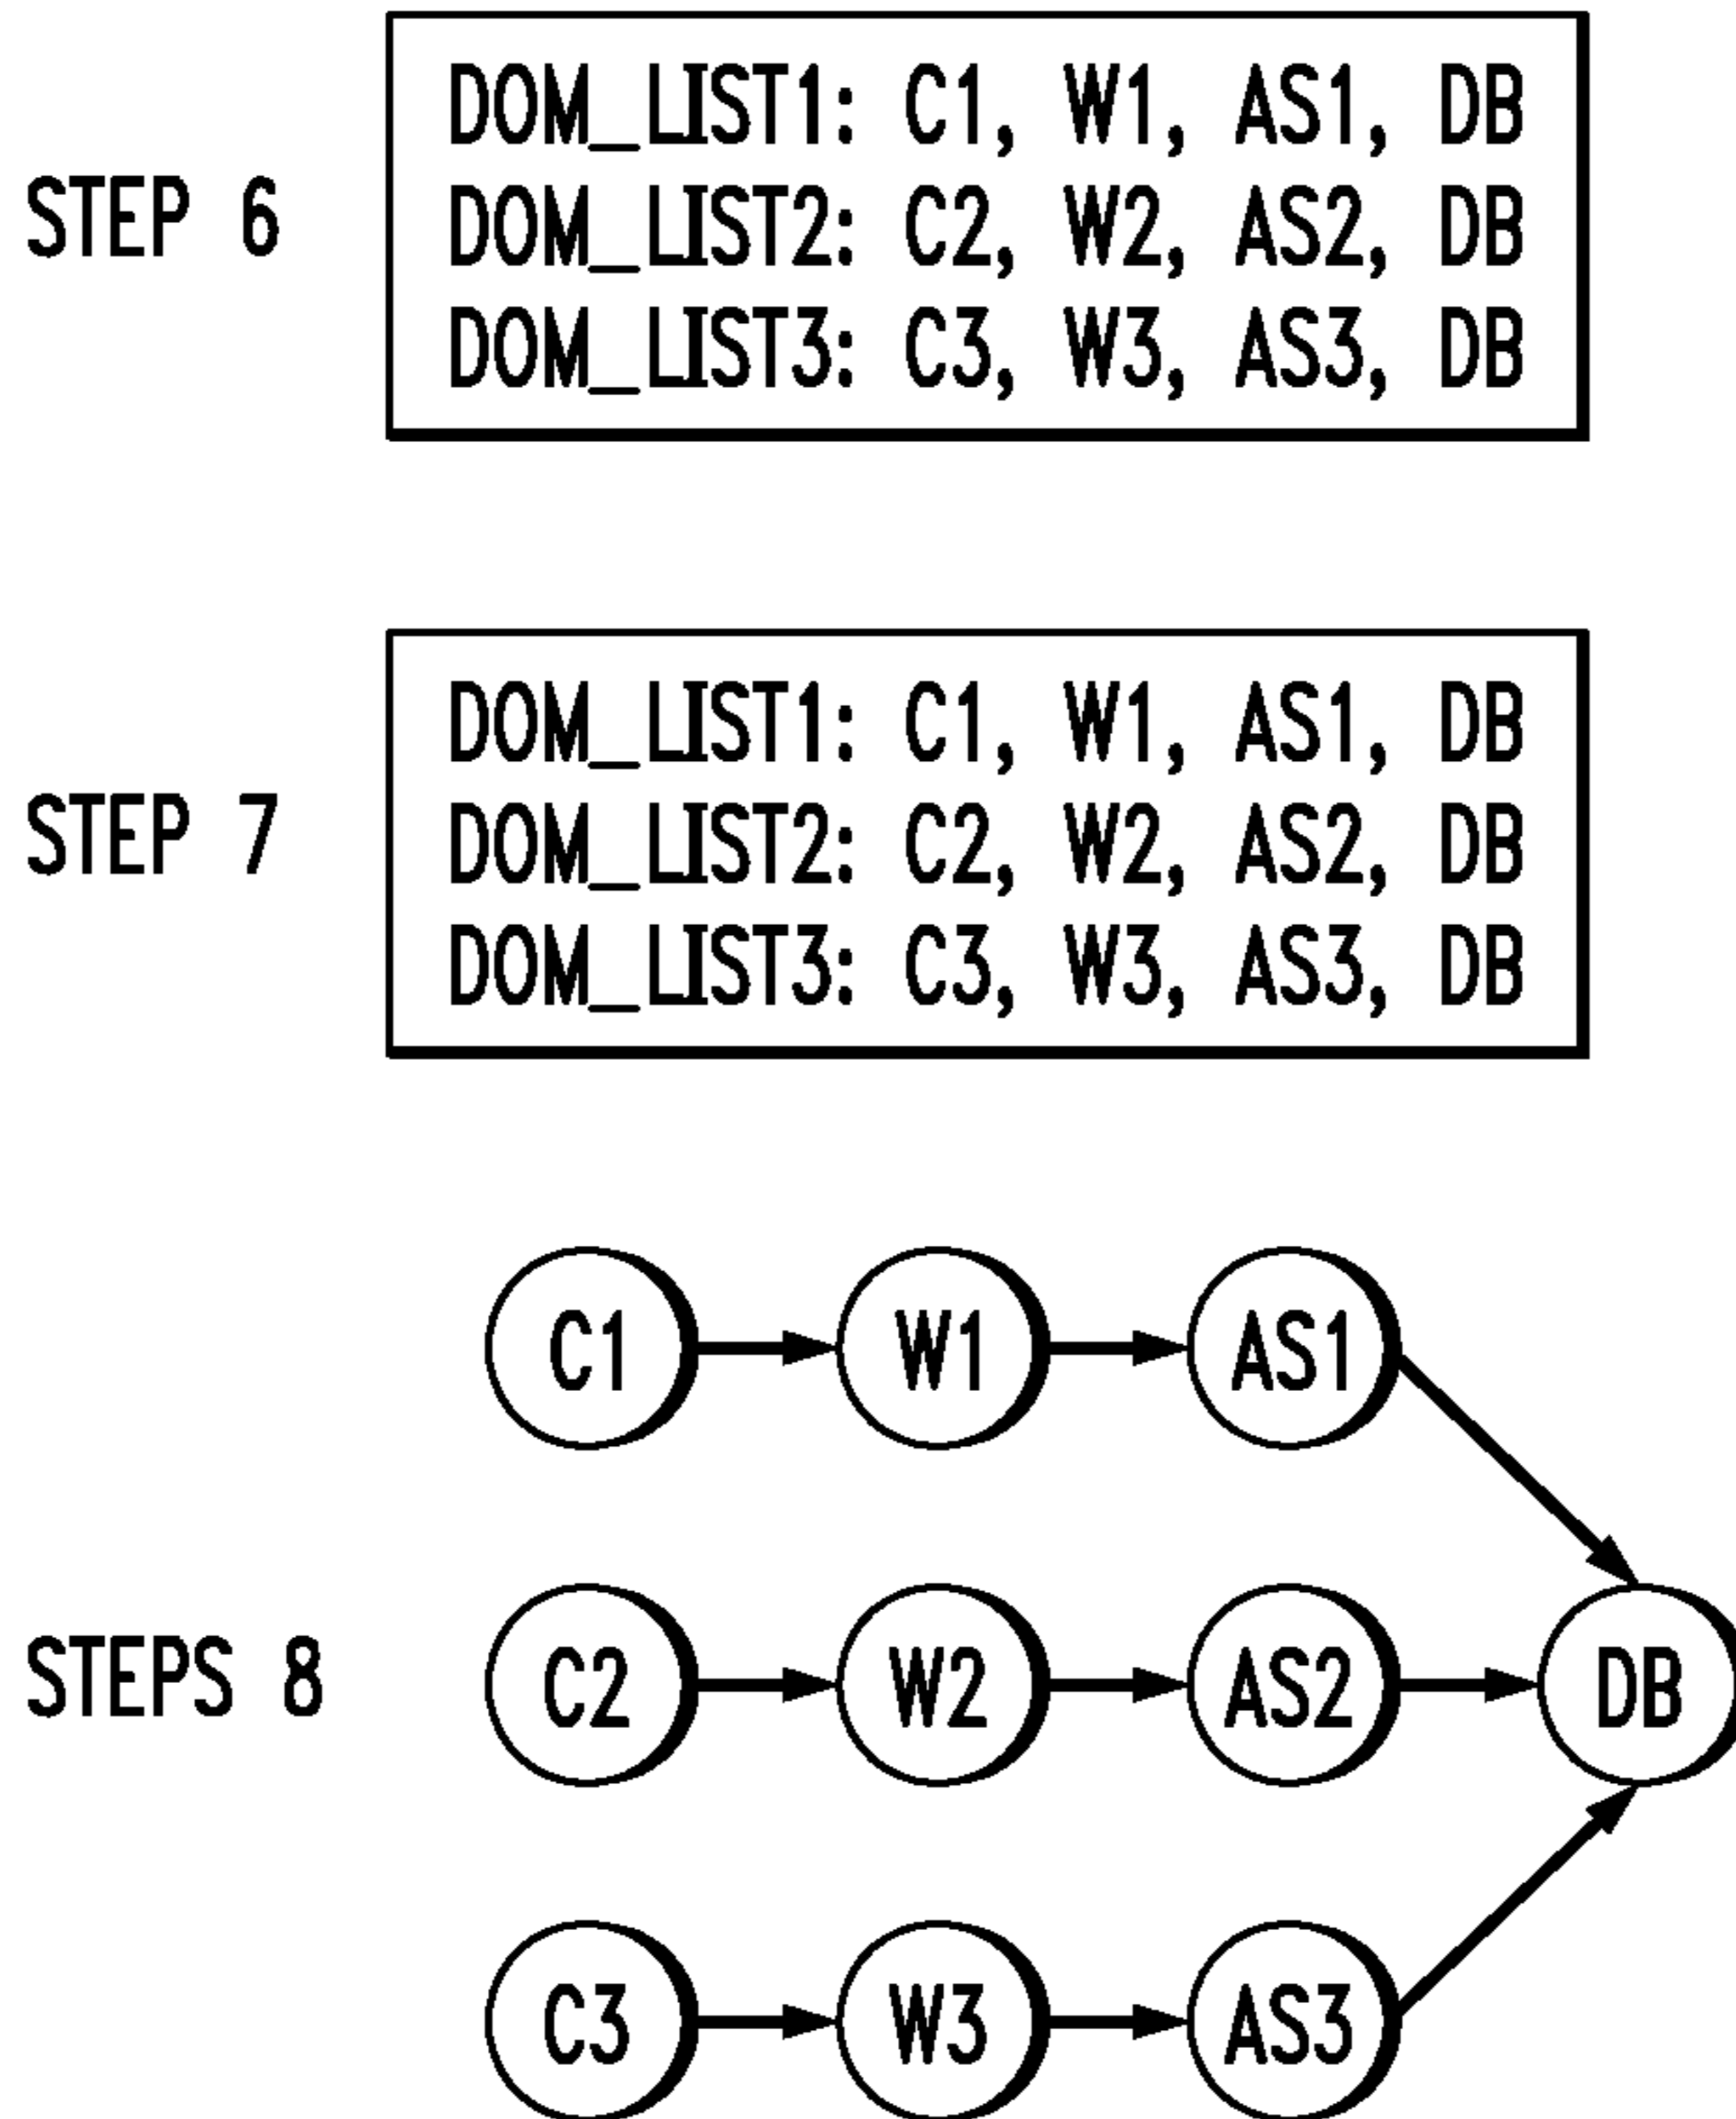 DOM_LIST1: C1, W1, AS1, DB
STEP 6
DOM_LIST2: C2, W2, AS2, DB
DOM_LIST3: C3, W3, AS3, DB
DOM_LIST1: C1, W1, AS1, DB
STEP 7
DOM_LIST2: C2, W2, AS2, DB
DOM_LIST3: C3, W3, AS3, DB
C1 W1 AS1
STEPS 8
C2 W2 AS2 DB
C3 W3 AS3